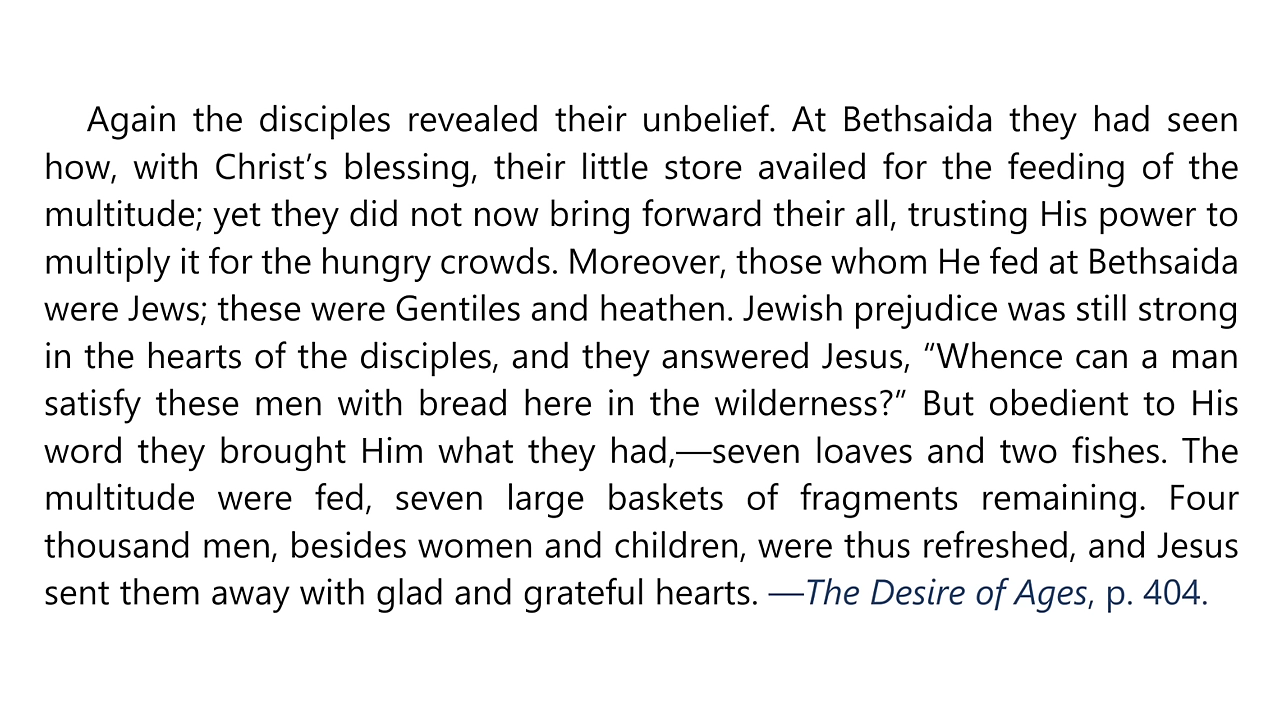 Again the disciples revealed their unbelief. At Bethsaida they had seen
how, with Christ’s blessing, their little store availed for the feeding of the
multitude; yet they did not now bring forward their all, trusting His power to
multiply it for the hungry crowds. Moreover, those whom He fed at Bethsaida
were Jews; these were Gentiles and heathen. Jewish prejudice was still strong
in the hearts of the disciples, and they answered Jesus, “Whence can a man
satisfy these men with bread here in the wilderness?” But obedient to His
word they brought Him what they had,—seven loaves and two fishes. The
multitude were fed, seven large baskets of fragments remaining. Four
thousand men, besides women and children, were thus refreshed, and Jesus
sent them away with glad and grateful hearts. —The Desire of Ages, p. 404.